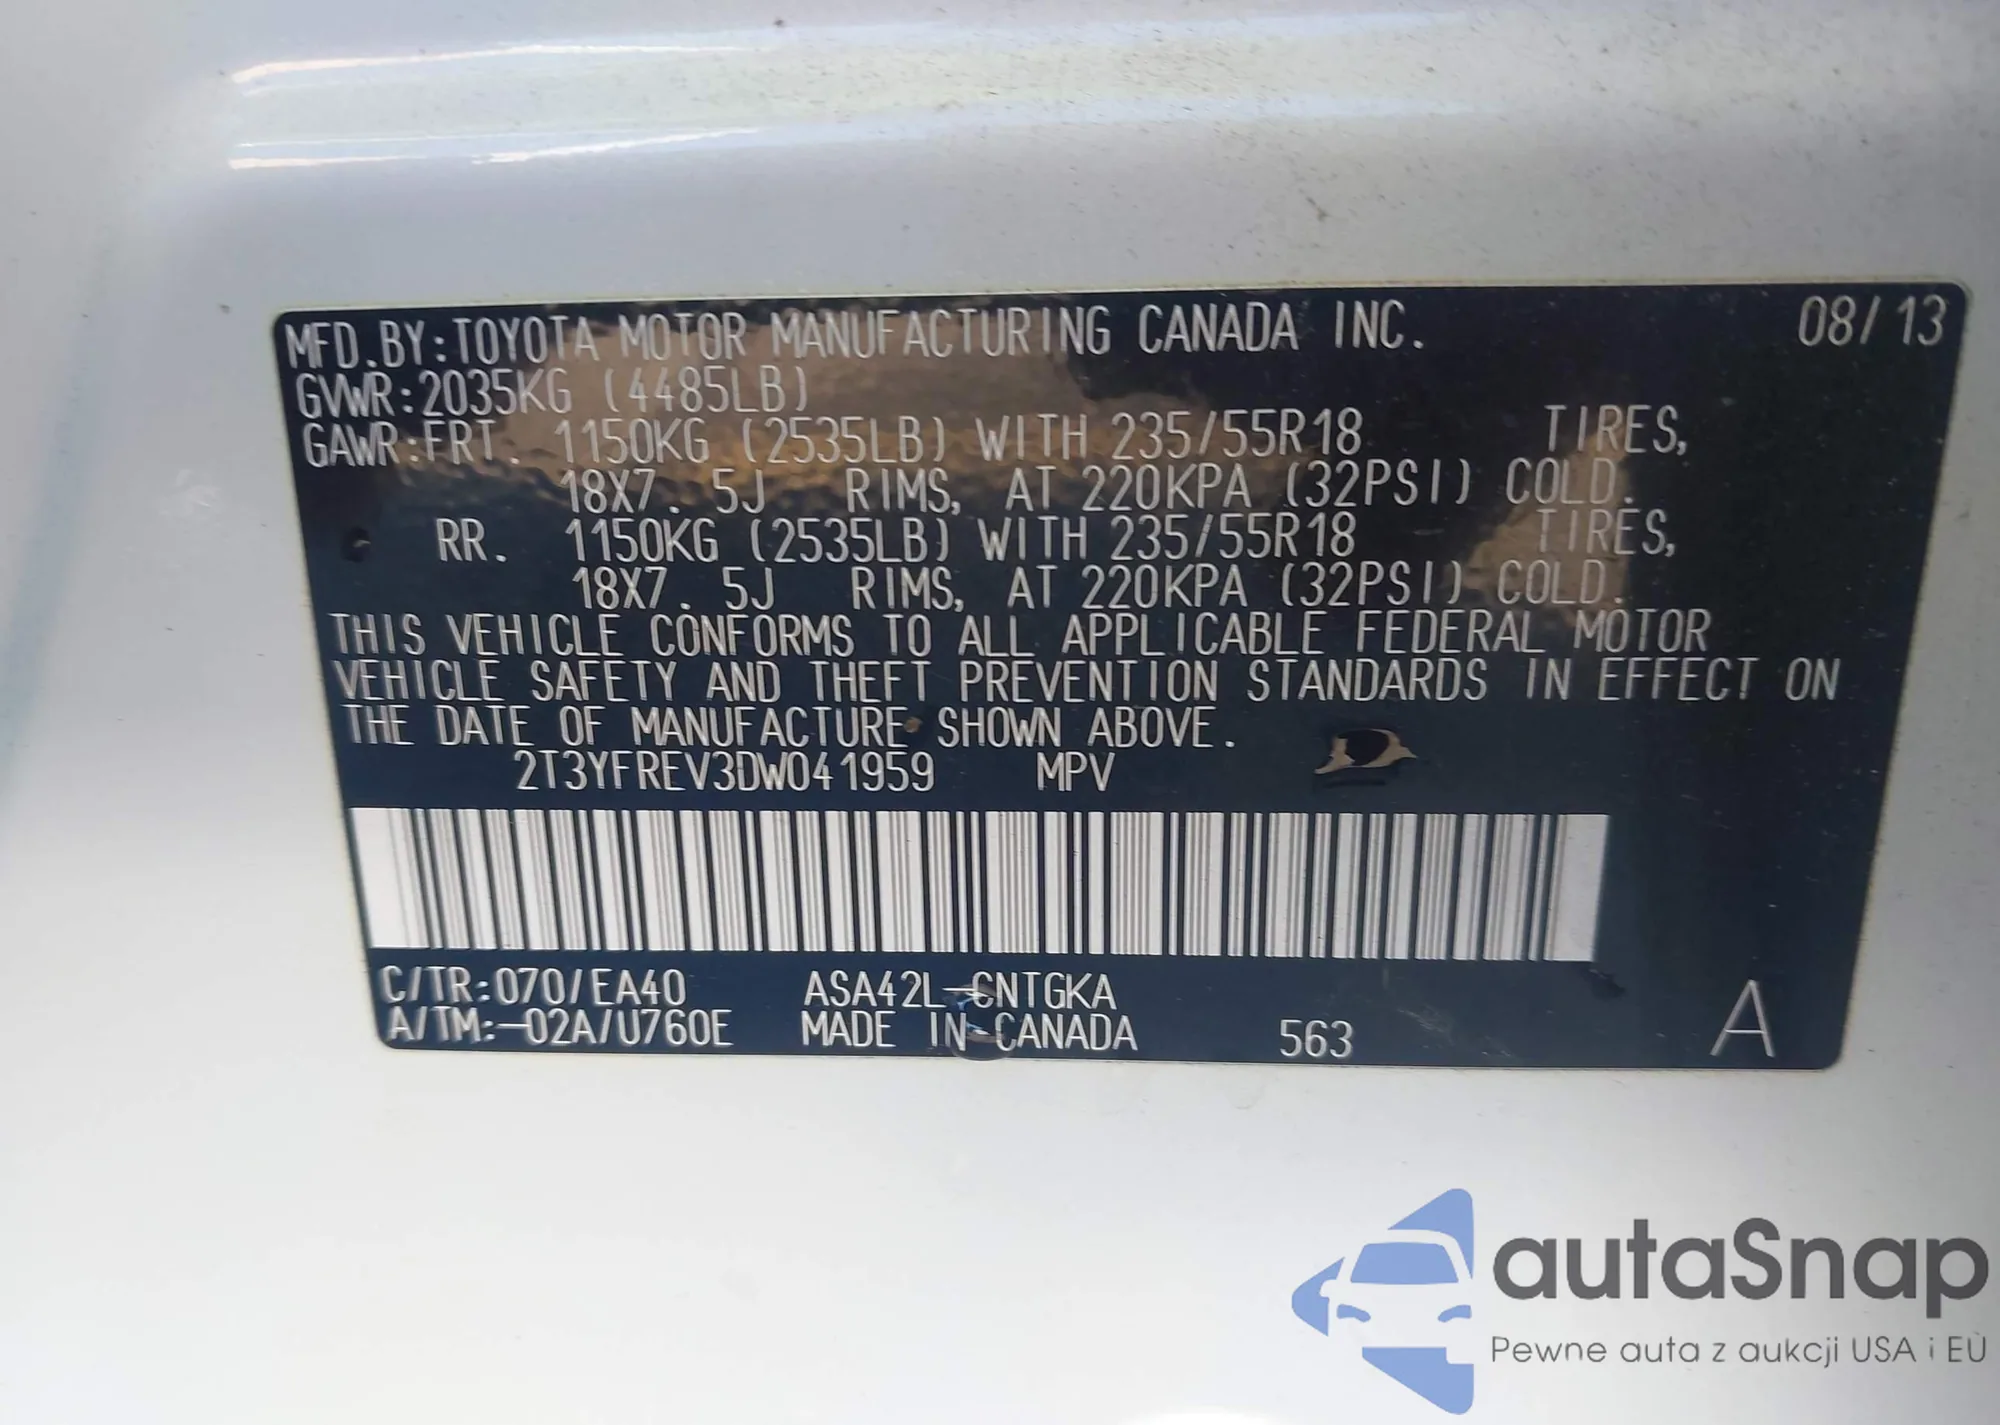 MFD.BY:TOYOTA MOTOR MANUFACTURING CANADA INC. 08/13
GVWR:2035KG (4485LB)
GAWR:FRT. 1150KG (2535LB) WITH 235/55R18 TIRES,
18X7.5J RIMS, AT 220KPA (32PSI) COLD.
RR. 1150KG (2535LB) WITH 235/55R18 TIRES,
18X7.5J RIMS, AT 220KPA (32PSI) COLD.
THIS VEHICLE CONFORMS TO ALL APPLICABLE FEDERAL MOTOR
VEHICLE SAFETY AND THEFT PREVENTION STANDARDS IN EFFECT ON
THE DATE OF MANUFACTURE SHOWN ABOVE.
2T3YFREV3DW041959 MPV
C/TR:070/EA40 ASA42L-CNTGKA
A/TM:-02A/U760E MADE IN CANADA 563 A
autaSnap
Pewne auta z aukcji USA i EU